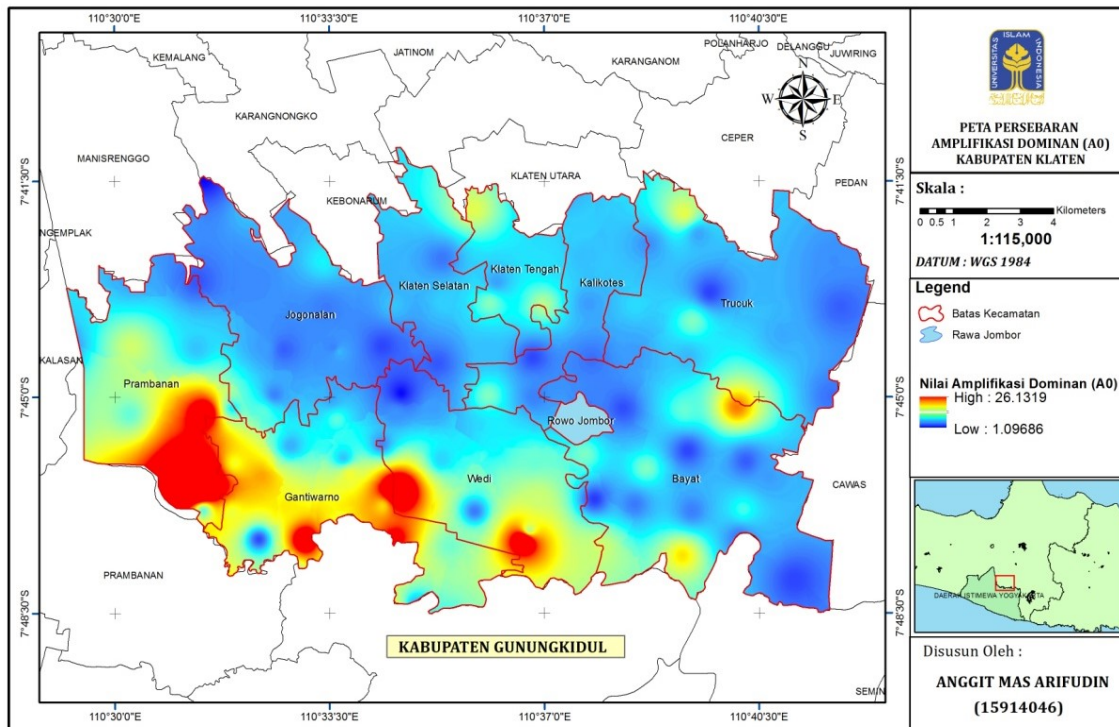 110°30'0"E 110°33'30"E 110°37'0"E 110°40'30"E
KEMALANG
JATINOM
POLANHARJO
DELANGGU
JUWIRING
KARANGANOM
N
W E
S
KARANGNONGKO
CEPER
MANISRENGGO
KLATEN UTARA
PEDAN
7°41'30"S
7°41'30"S
KEBONARUM
NGEMPLAK
Klaten Tengah
Klaten Selatan
Kalikotes
Trucuk
Jogonalan
KALASAN
Prambanan
7°45'0"S
7°45'0"S
Rowo Jombor
Wedi
Bayat
CAWAS
Gantiwarno
PRAMBANAN
7°48'30"S
7°48'30"S
KABUPATEN GUNUNGKIDUL
SEMIN
110°30'0"E 110°33'30"E 110°37'0"E 110°40'30"E
UNIVERSITAS
ISLAM
INDONESIA
PETA PERSEBARAN
AMPLIFIKASI DOMINAN (A0)
KABUPATEN KLATEN
Skala :
0 0.5 1 2 3 4 Kilometers
1:115,000
DATUM : WGS 1984
Legend
Batas Kecamatan
Rawa Jombor
Nilai Amplifikasi Dominan (A0)
High : 26.1319
Low : 1.09686
DAERAH ISTIMEWA YOGYAKARTA
Disusun Oleh :
ANGGIT MAS ARIFUDIN
(15914046)